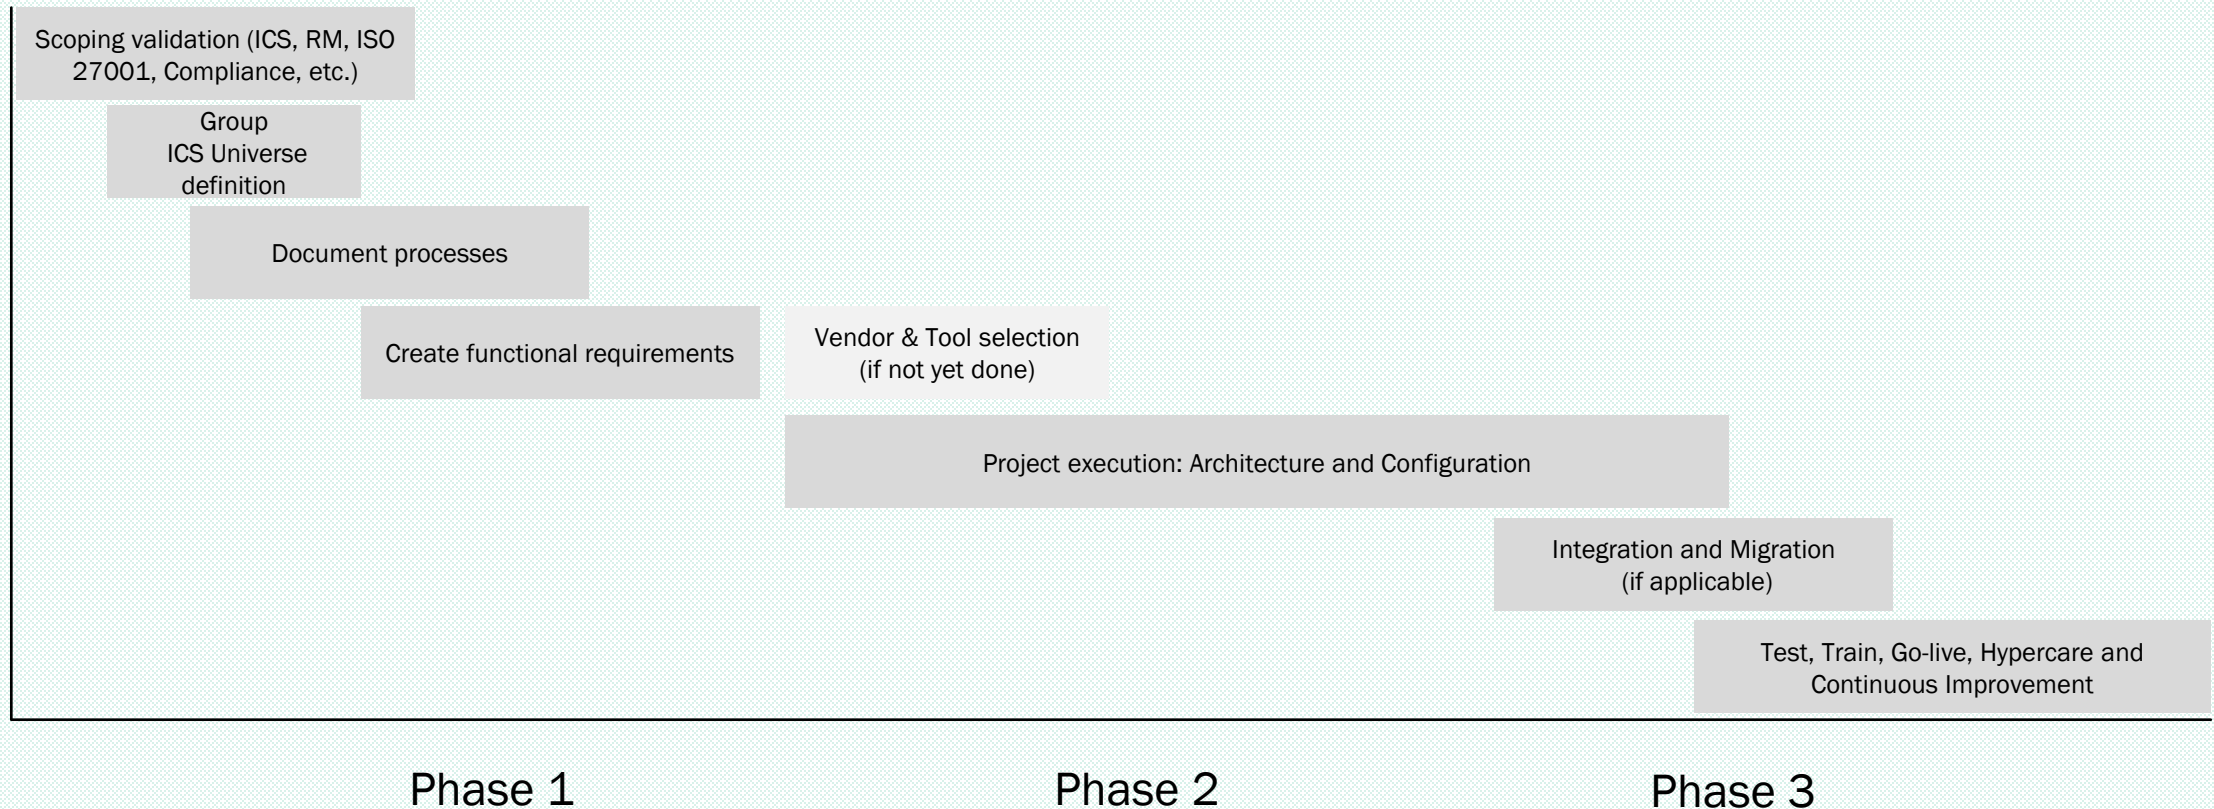 Scoping validation (ICS, RM, ISO
27001, Compliance, etc.)
Group
ICS Universe
definition
Document processes
Create functional requirements
Vendor & Tool selection
(if not yet done)
Project execution: Architecture and Configuration
Integration and Migration
(if applicable)
Test, Train, Go-live, Hypercare and
Continuous Improvement
Phase 1
Phase 2
Phase 3